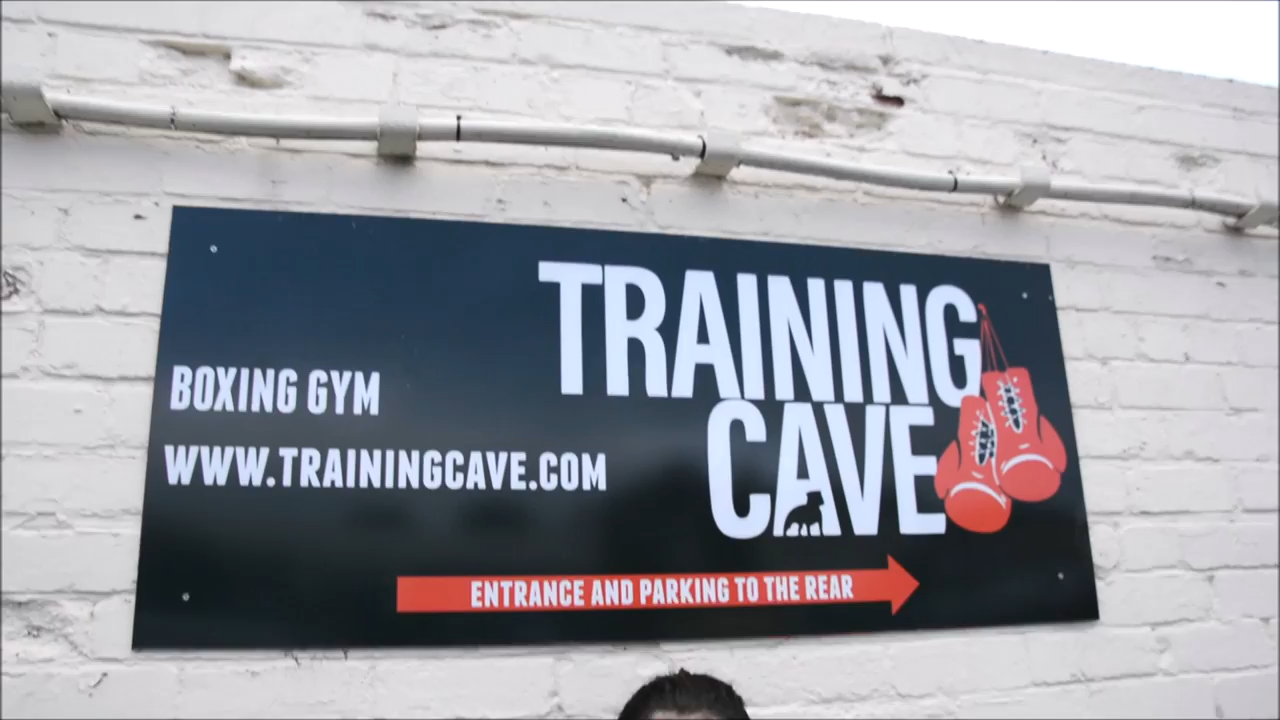 TRAINING
CAVE
BOXING GYM
WWW.TRAININGCAVE.COM
ENTRANCE AND PARKING TO THE REAR